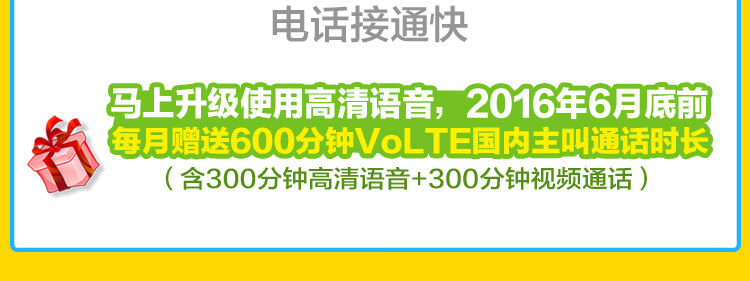 电话接通快
马上升级使用高清语音，2016年6月底前
每月赠送600分钟VoLTE国内主叫通话时长
（含300分钟高清语音+300分钟视频通话）